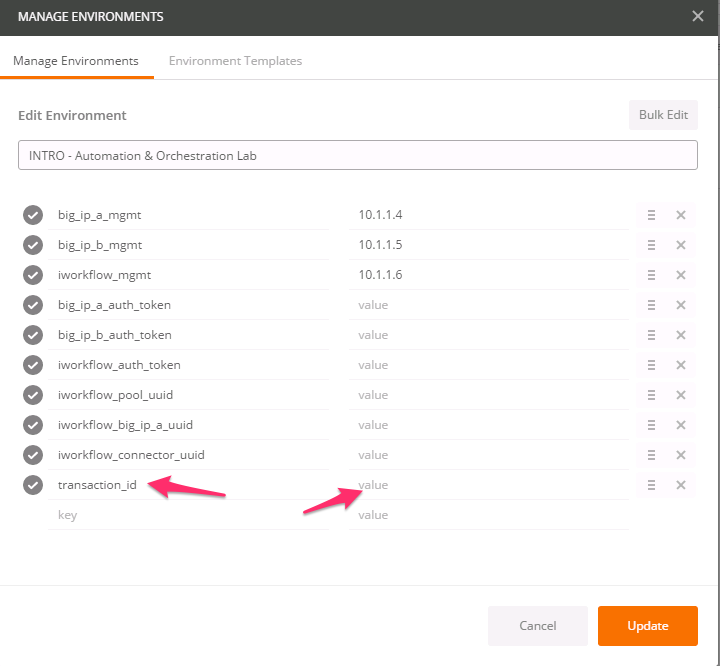 MANAGE ENVIRONMENTS
Manage Environments Environment Templates
Edit Environment Bulk Edit
INTRO - Automation & Orchestration Lab
big_ip_a_mgmt 10.1.1.4
big_ip_b_mgmt 10.1.1.5
iworkflow_mgmt 10.1.1.6
big_ip_a_auth_token value
big_ip_b_auth_token value
iworkflow_auth_token value
iworkflow_pool_uuid value
iworkflow_big_ip_a_uuid value
iworkflow_connector_uuid value
transaction_id value
key value
Cancel Update